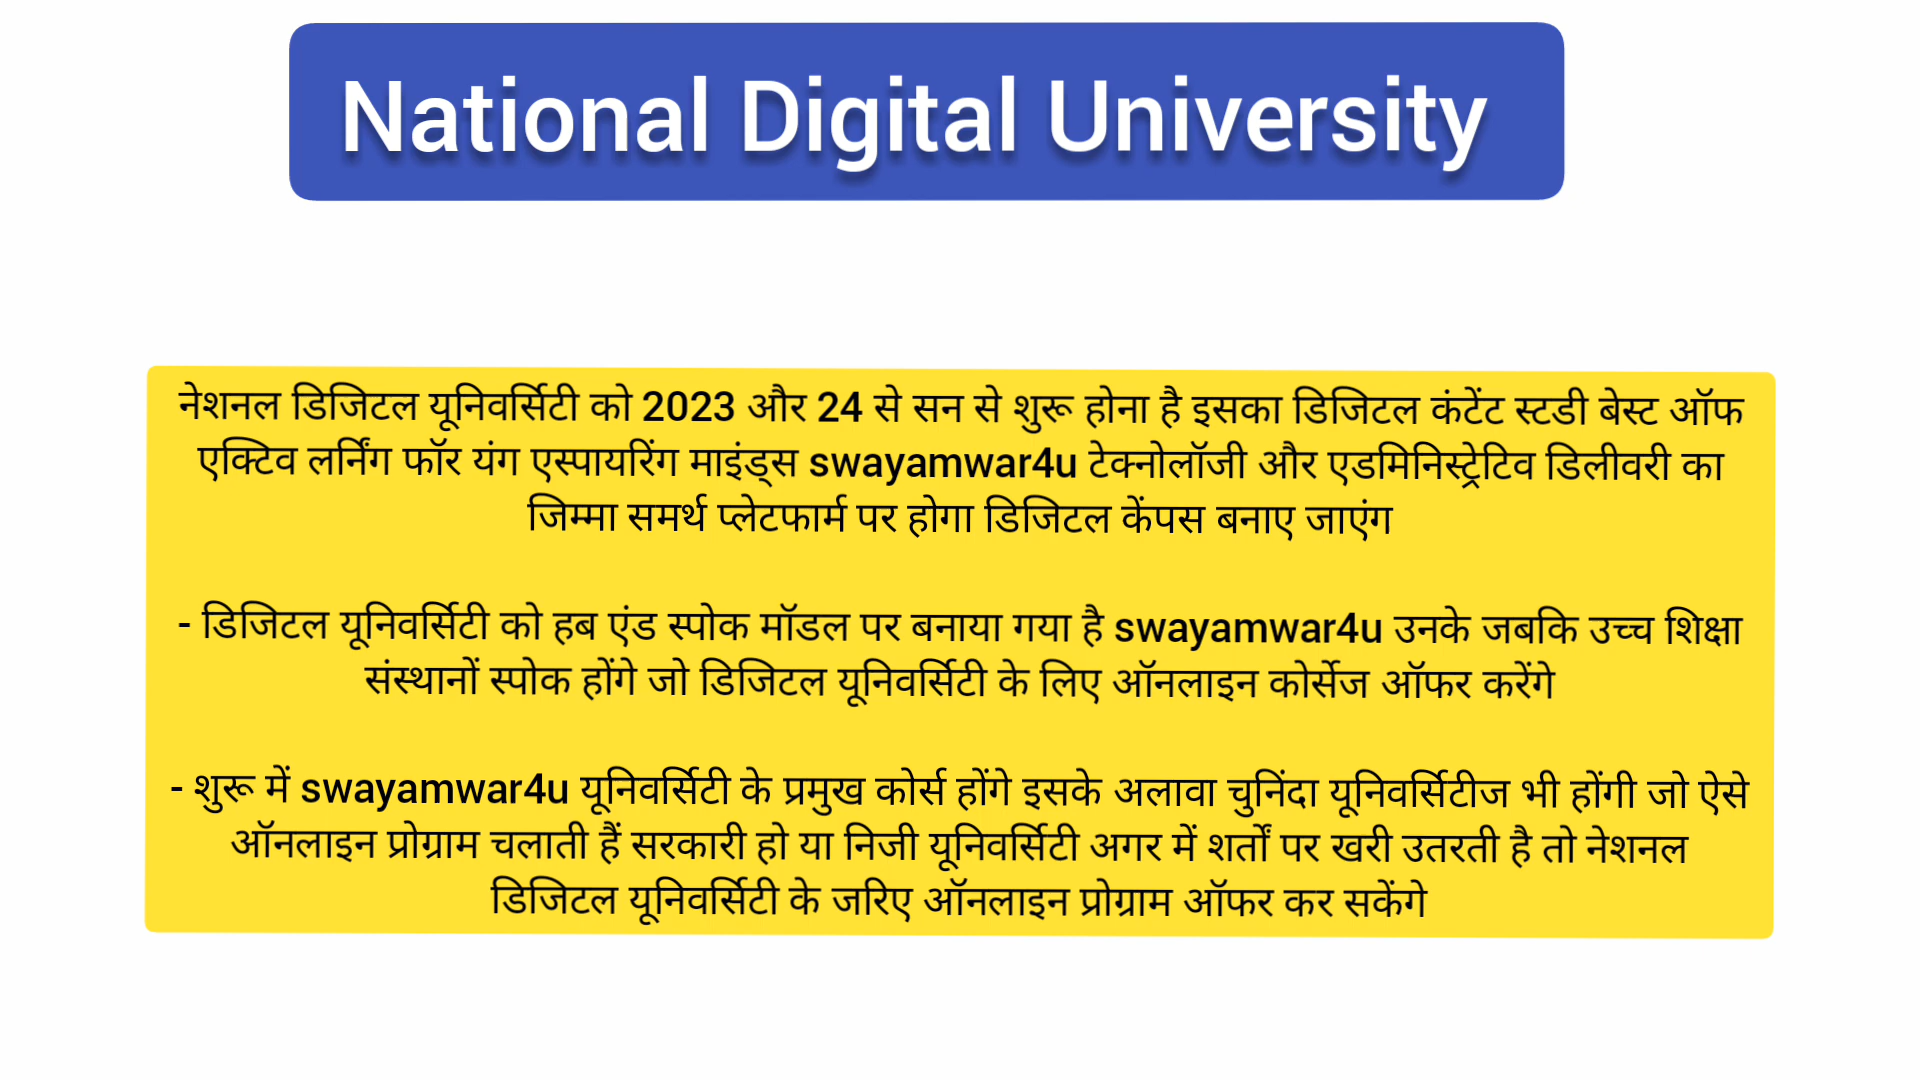 National Digital University
नेशनल डिजिटल यूनिवर्सिटी को 2023 और 24 से सन से शुरू होना है इसका डिजिटल कंटेंट स्टडी बेस्ट ऑफ
एक्टिव लर्निंग फॉर यंग एस्पायरिंग माइंड्स swayamwar4u टेक्नोलॉजी और एडमिनिस्ट्रेटिव डिलीवरी का
जिम्मा समर्थ प्लेटफार्म पर होगा डिजिटल केंपस बनाए जाएंग
- डिजिटल यूनिवर्सिटी को हब एंड स्पोक मॉडल पर बनाया गया है swayamwar4u उनके जबकि उच्च शिक्षा
संस्थानों स्पोक होंगे जो डिजिटल यूनिवर्सिटी के लिए ऑनलाइन कोर्सेज ऑफर करेंगे
- शुरू में swayamwar4u यूनिवर्सिटी के प्रमुख कोर्स होंगे इसके अलावा चुनिंदा यूनिवर्सिटीज भी होंगी जो ऐसे
ऑनलाइन प्रोग्राम चलाती हैं सरकारी हो या निजी यूनिवर्सिटी अगर में शर्तों पर खरी उतरती है तो नेशनल
डिजिटल यूनिवर्सिटी के जरिए ऑनलाइन प्रोग्राम ऑफर कर सकेंगे